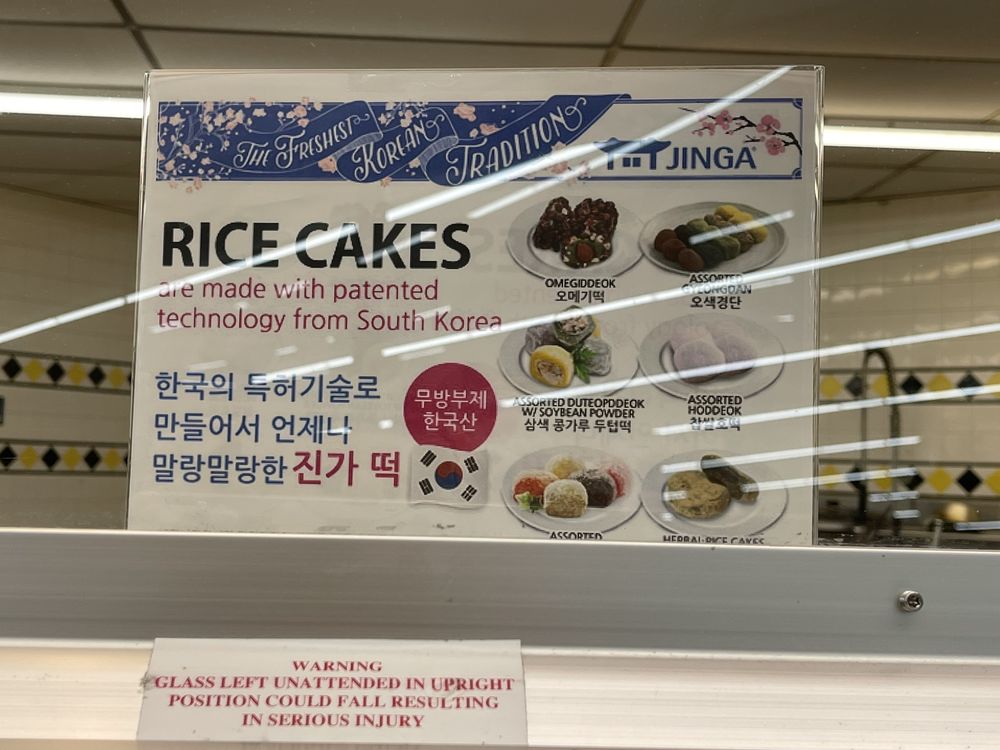 THE FRESHEST KOREAN TRADITION
JINGA®
RICE CAKES
are made with patented
technology from South Korea
한국의 특허기술로
만들어서 언제나
말랑말랑한 진가 떡
무방부제
한국산
OMEGIDDEOK
오메기떡
ASSORTED
GYEONGDAN
오색경단
ASSORTED DUTEOPDDEOK
W/ SOYBEAN POWDER
삼색 콩가루 두텁떡
ASSORTED
HODDEOK
찹쌀호떡
ASSORTED
HERBAL RICE CAKES
WARNING
GLASS LEFT UNATTENDED IN UPRIGHT
POSITION COULD FALL RESULTING
IN SERIOUS INJURY